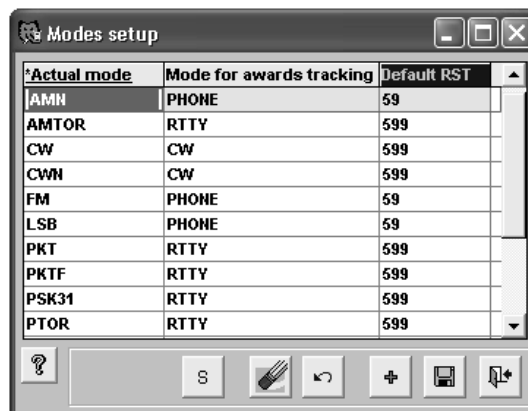 Modes setup
*Actual mode Mode for awards tracking Default RST
AMN PHONE 59
AMTOR RTTY 599
CW CW 599
CWN CW 599
FM PHONE 59
LSB PHONE 59
PKT RTTY 599
PKTF RTTY 599
PSK31 RTTY 599
PTOR RTTY 599
? S